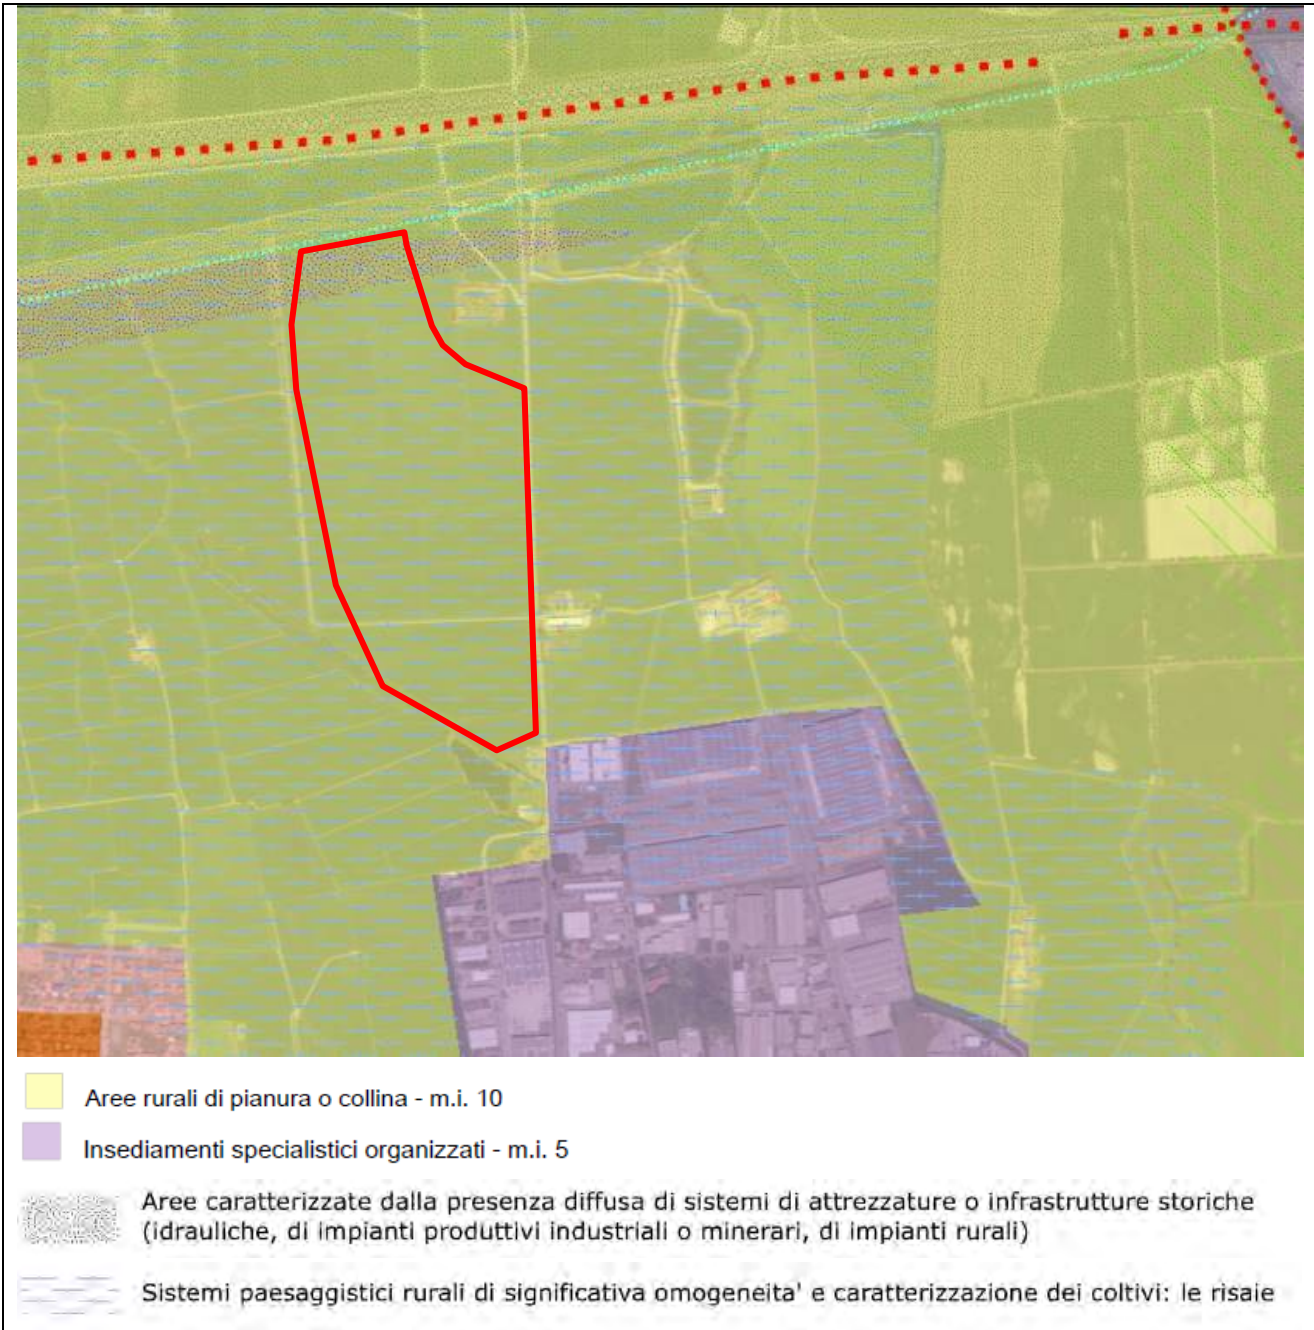 Aree rurali di pianura o collina - m.i. 10
Insediamenti specialistici organizzati - m.i. 5
Aree caratterizzate dalla presenza diffusa di sistemi di attrezzature o infrastrutture storiche
(idrauliche, di impianti produttivi industriali o minerari, di impianti rurali)
Sistemi paesaggistici rurali di significativa omogeneita' e caratterizzazione dei coltivi: le risaie